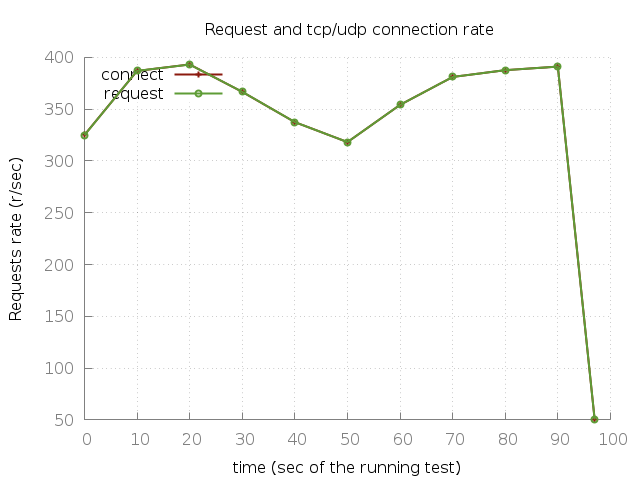 Request and tcp/udp connection rate
400
350
300
250
200
150
100
50
connect
request
Requests rate (r/sec)
0 10 20 30 40 50 60 70 80 90 100
time (sec of the running test)